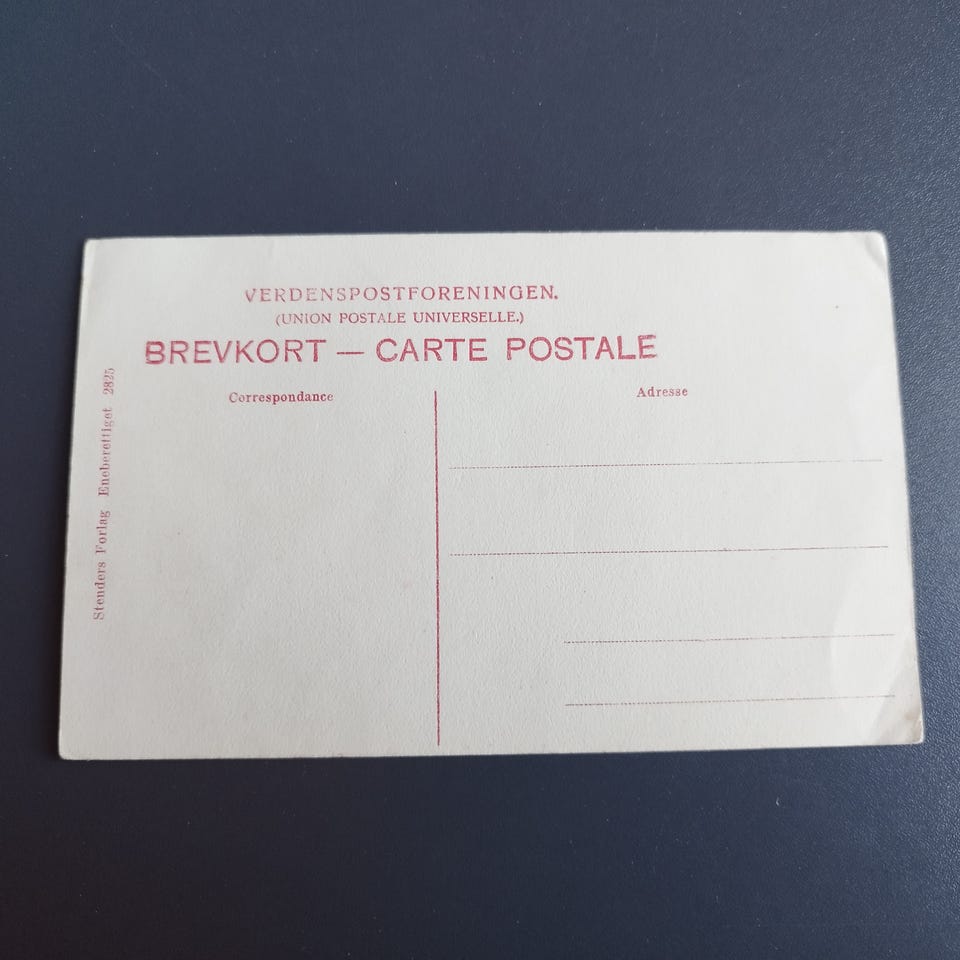 VERDENSPOSTFORENINGEN.
(UNION POSTALE UNIVERSELLE.)
BREVKORT — CARTE POSTALE
Correspondance
Adresse
Stenders Forlag Eneberettiget 2825